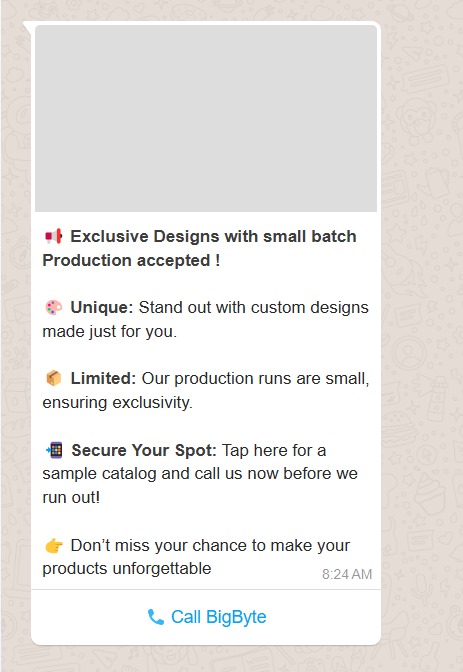 📢 Exclusive Designs with small batch
Production accepted !
🎨 Unique: Stand out with custom designs
made just for you.
📦 Limited: Our production runs are small,
ensuring exclusivity.
📲 Secure Your Spot: Tap here for a
sample catalog and call us now before we
run out!
👉 Don’t miss your chance to make your
products unforgettable
8:24 AM
Call BigByte